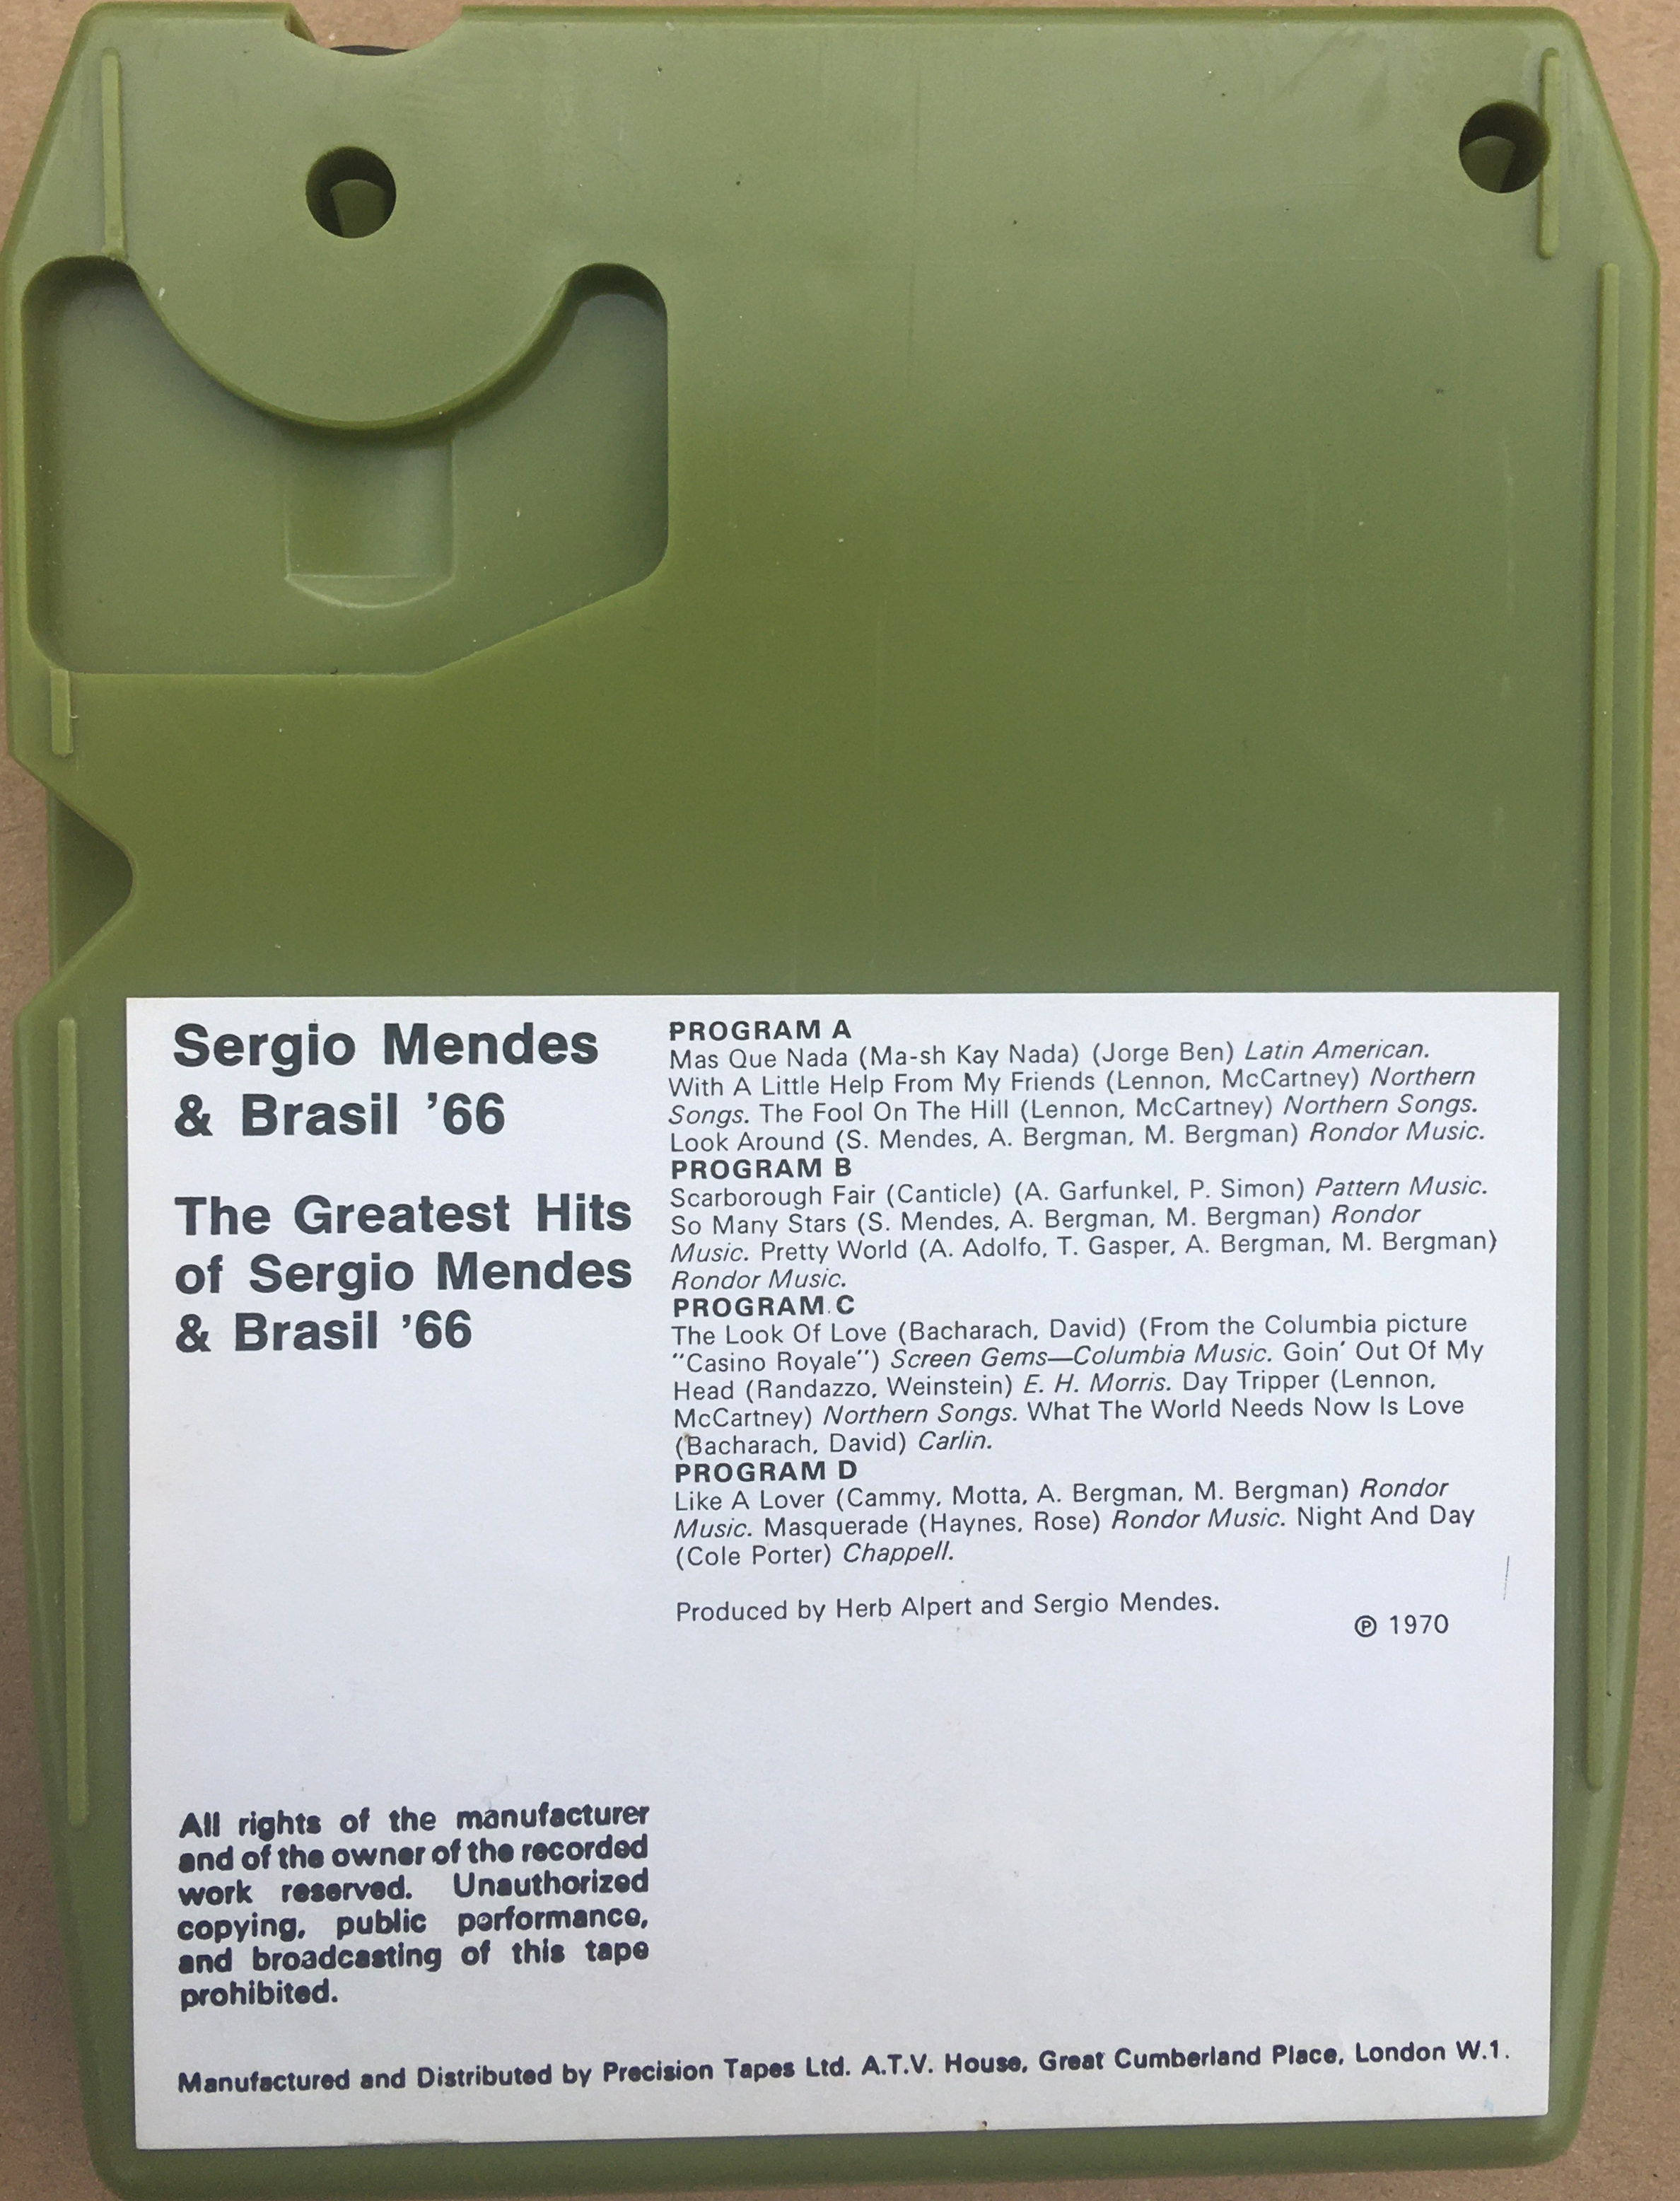 Sergio Mendes
& Brasil ’66
The Greatest Hits
of Sergio Mendes
& Brasil ’66
PROGRAM A
Mas Que Nada (Ma-sh Kay Nada) (Jorge Ben) Latin American.
With A Little Help From My Friends (Lennon, McCartney) Northern
Songs. The Fool On The Hill (Lennon, McCartney) Northern Songs.
Look Around (S. Mendes, A. Bergman, M. Bergman) Rondor Music.
PROGRAM B
Scarborough Fair (Canticle) (A. Garfunkel, P. Simon) Pattern Music.
So Many Stars (S. Mendes, A. Bergman, M. Bergman) Rondor
Music. Pretty World (A. Adolfo, T. Gasper, A. Bergman, M. Bergman)
Rondor Music.
PROGRAM C
The Look Of Love (Bacharach, David) (From the Columbia picture
“Casino Royale”) Screen Gems—Columbia Music. Goin’ Out Of My
Head (Randazzo, Weinstein) E. H. Morris. Day Tripper (Lennon,
McCartney) Northern Songs. What The World Needs Now Is Love
(Bacharach, David) Carlin.
PROGRAM D
Like A Lover (Cammy, Motta, A. Bergman, M. Bergman) Rondor
Music. Masquerade (Haynes, Rose) Rondor Music. Night And Day
(Cole Porter) Chappell.
Produced by Herb Alpert and Sergio Mendes.
℗ 1970
All rights of the manufacturer
and of the owner of the recorded
work reserved. Unauthorized
copying, public performance,
and broadcasting of this tape
prohibited.
Manufactured and Distributed by Precision Tapes Ltd. A.T.V. House, Great Cumberland Place, London W.1.